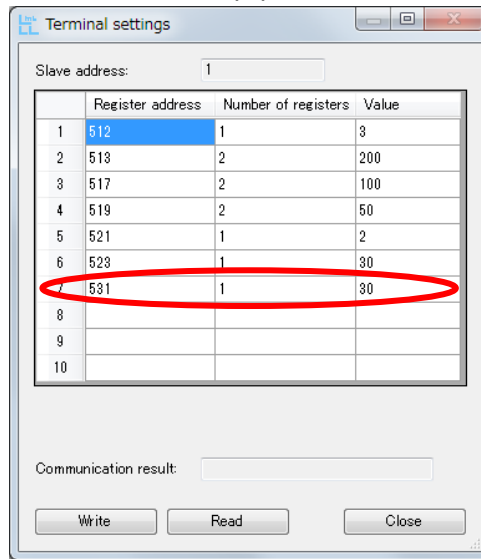 Terminal settings
Slave address: 1
Register address Number of registers Value
1 512 1 3
2 513 2 200
3 517 2 100
4 519 2 50
5 521 1 2
6 523 1 30
7 531 1 30
8
9
10
Communication result:
Write Read Close